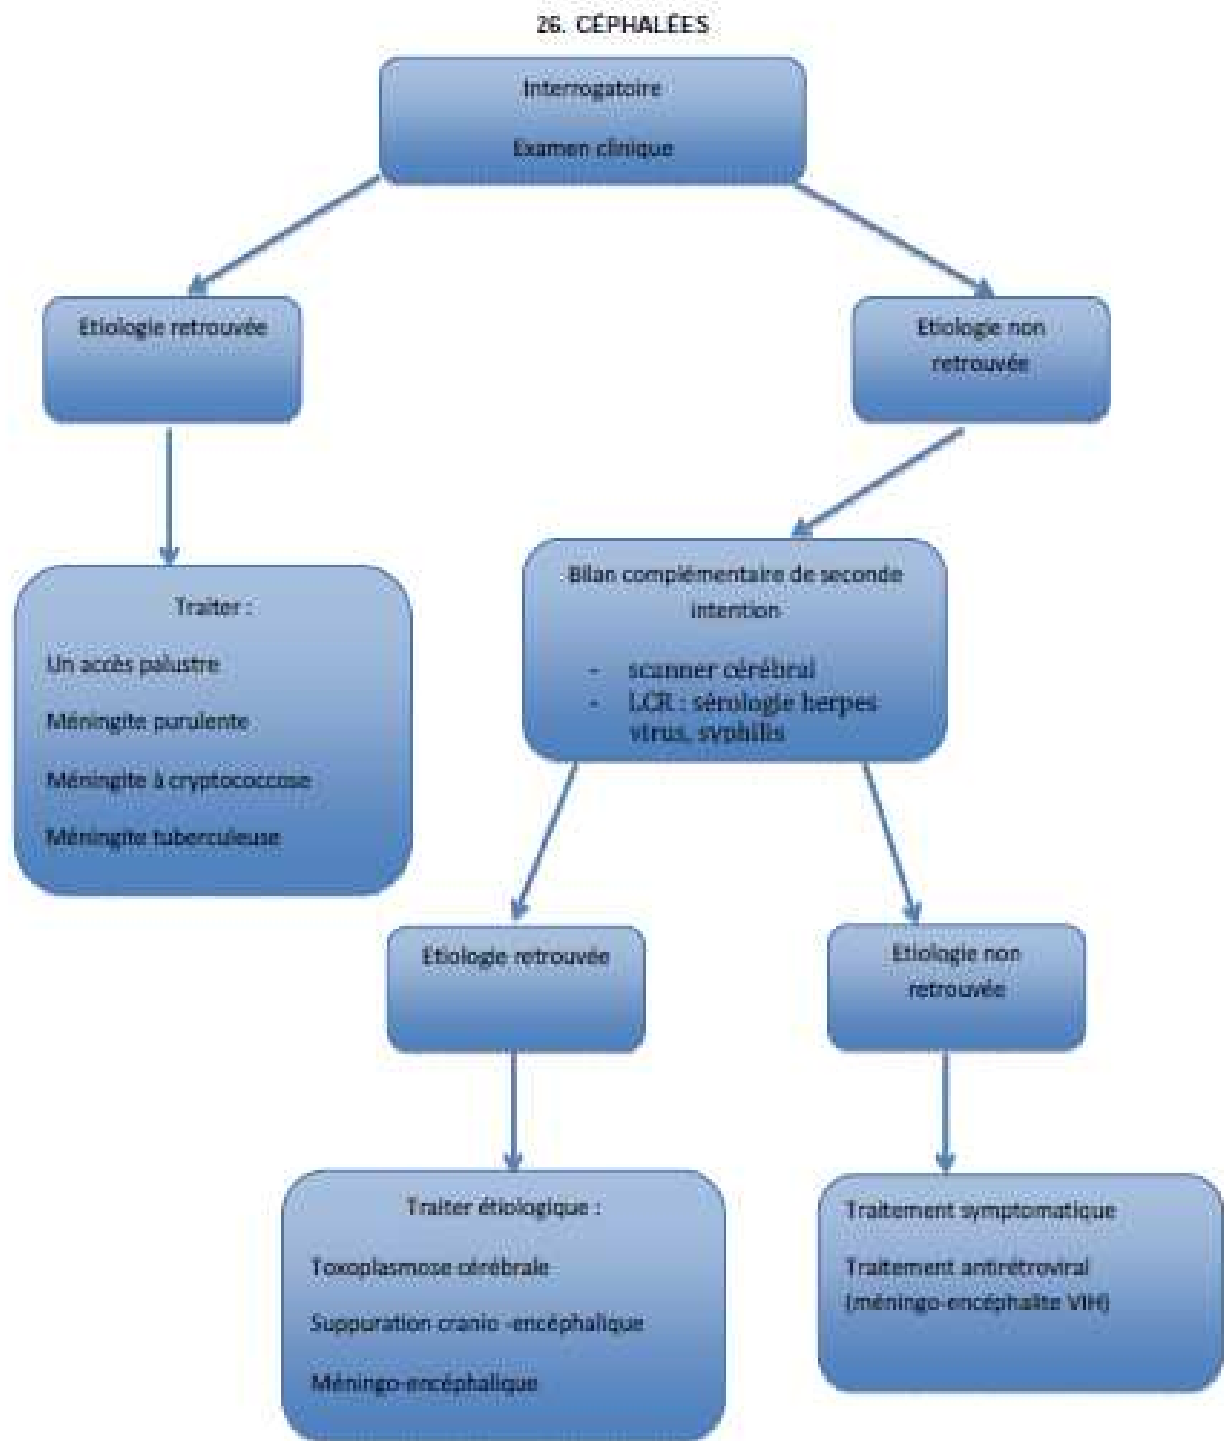 26. CÉPHALÉES
Interrogatoire
Examen clinique
Etiologie retrouvée
Etiologie non
retrouvée
Traiter :
Un accès palustre
Méningite purulente
Méningite à cryptococcose
Méningite tuberculeuse
Bilan complémentaire de seconde
intention
- scanner cérébral
- LCR : sérologie herpes
virus, syphilis
Etiologie retrouvée
Etiologie non
retrouvée
Traiter étiologique :
Toxoplasmose cérébrale
Suppuration cranio -encéphalique
Méningo-encéphalique
Traitement symptomatique
Traitement antirétroviral
(méningo-encéphalite VIH)